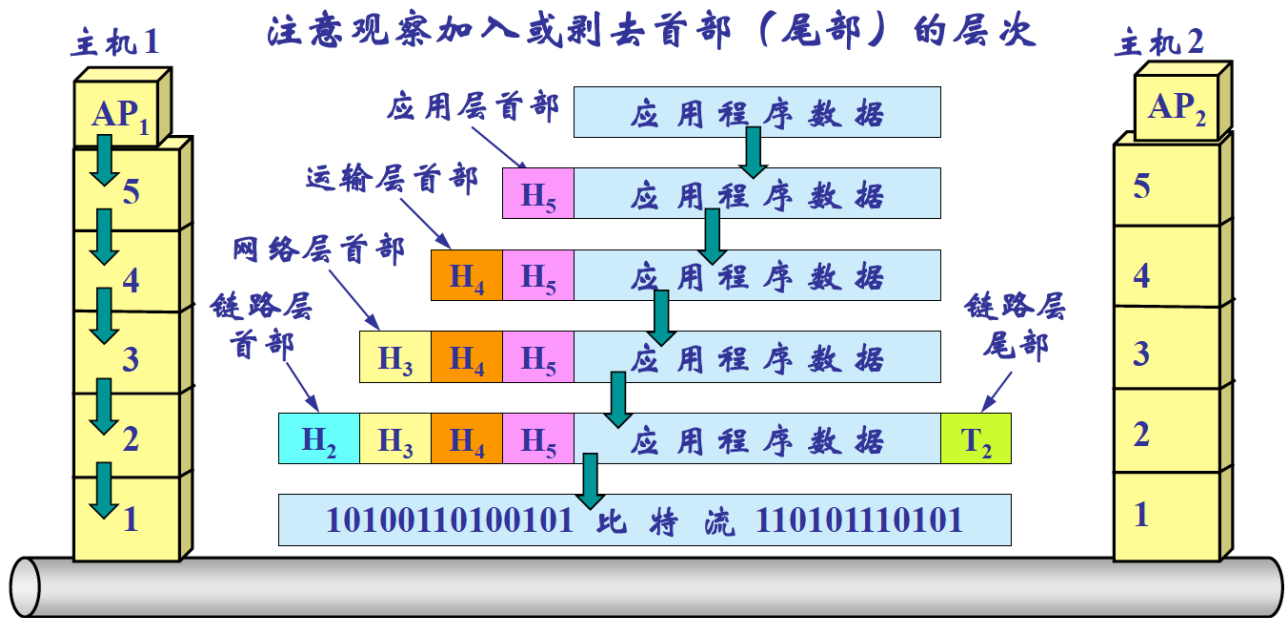 注意观察加入或剥去首部（尾部）的层次
主机1
主机2
AP1
AP2
应用层首部
应用程序数据
运输层首部
5
H5
应用程序数据
5
网络层首部
4
H4
H5
应用程序数据
4
链路层
首部
3
H3
H4
H5
应用程序数据
链路层
尾部
3
2
H2
H3
H4
H5
应用程序数据
T2
2
1
10100110100101 比特流 110101110101
1